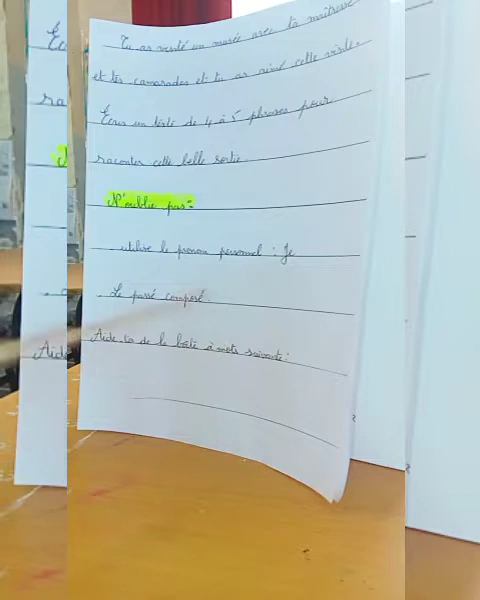 Tu as visité un musée avec ta maîtresse
et tes camarades et tu as aimé cette visite.
Écris un texte de 4 à 5 phrases pour
raconter cette belle sortie.
N'oublie pas:
utilise le pronom personnel : Je
Le passé composé.
Aide-toi de la boîte à mots suivante: